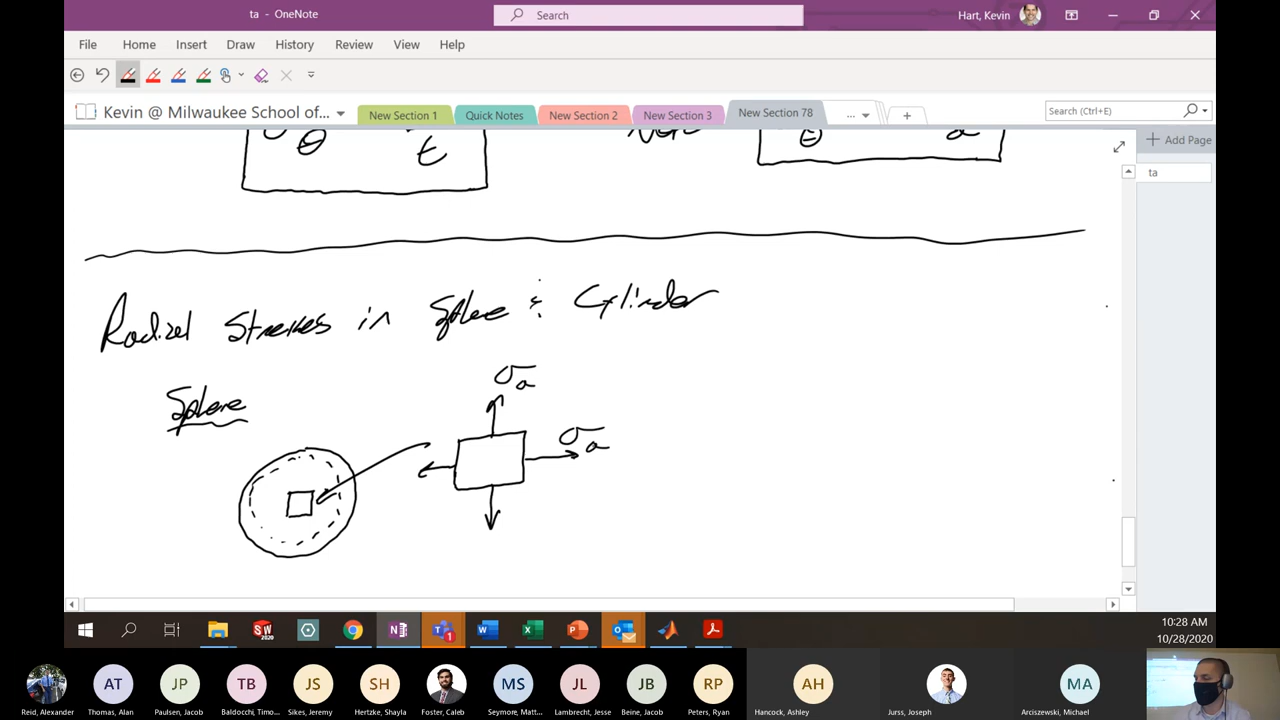 ta - OneNote
Search
Hart, Kevin
File Home Insert Draw History Review View Help
Kevin @ Milwaukee School of...
New Section 1
Quick Notes
New Section 2
New Section 3
New Section 78
...
Search (Ctrl+E)
Add Page
ta
θ t
θ a
Radial Stresses in Sphere & Cylinder
Sphere
σa
σa
10:28 AM
10/28/2020
SW
2020
1
AT
JP
TB
JS
SH
MS
JL
JB
RP
AH
MA
Reid, Alexander
Thomas, Alan
Paulsen, Jacob
Baldocchi, Timo...
Sikes, Jeremy
Hertzke, Shayla
Foster, Caleb
Seymore, Matt...
Lambrecht, Jesse
Beine, Jacob
Peters, Ryan
Hancock, Ashley
Jurss, Joseph
Arciszewski, Michael